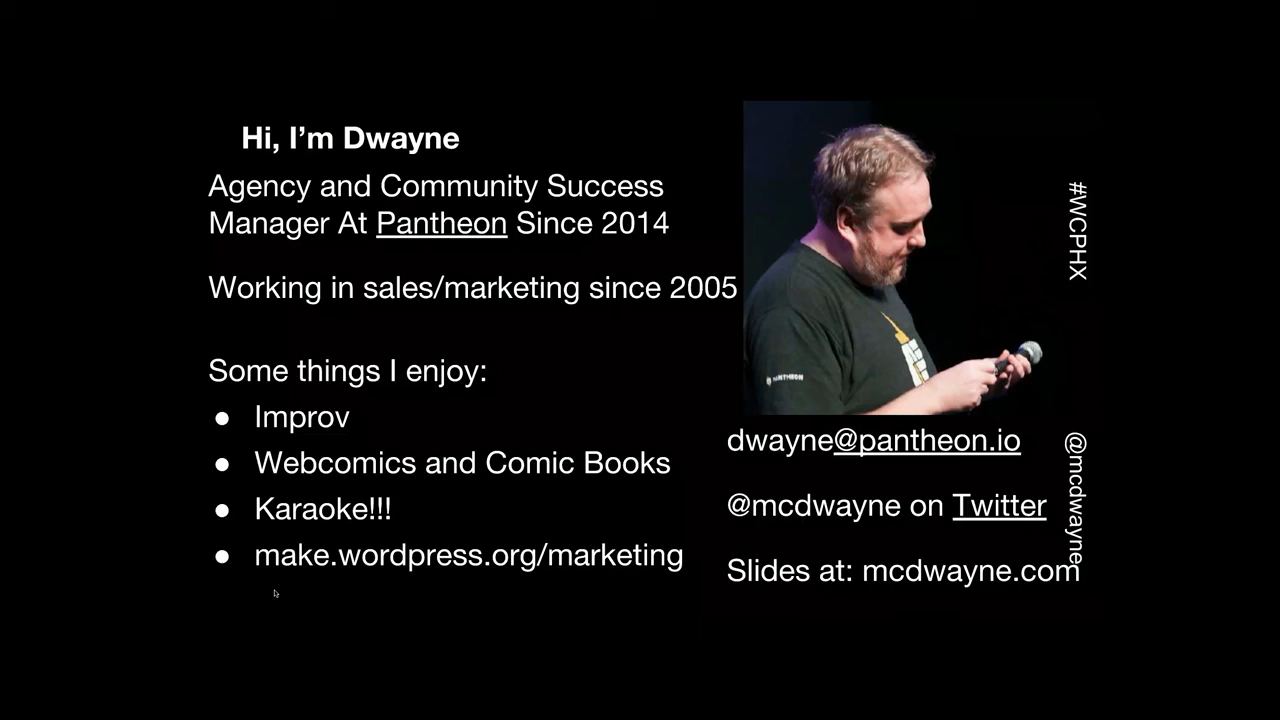 Hi, I’m Dwayne
Agency and Community Success
Manager At Pantheon Since 2014
Working in sales/marketing since 2005
Some things I enjoy:
● Improv
● Webcomics and Comic Books
● Karaoke!!!
● make.wordpress.org/marketing
PANTHEON
dwayne@pantheon.io
@mcdwayne on Twitter
Slides at: mcdwayne.com
#WCPHX
@mcdwayne